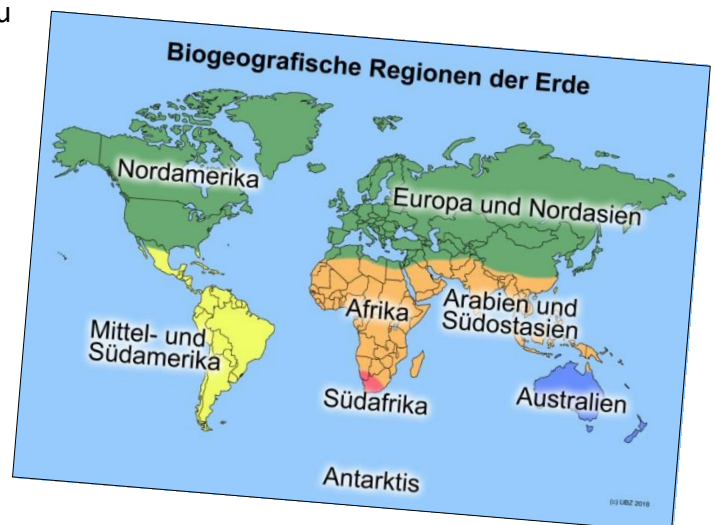 u
Biogeografische Regionen der Erde
Nordamerika
Europa und Nordasien
Afrika
Arabien und
Südostasien
Mittel- und
Südamerika
Südafrika
Australien
Antarktis
(c) UBZ 2018